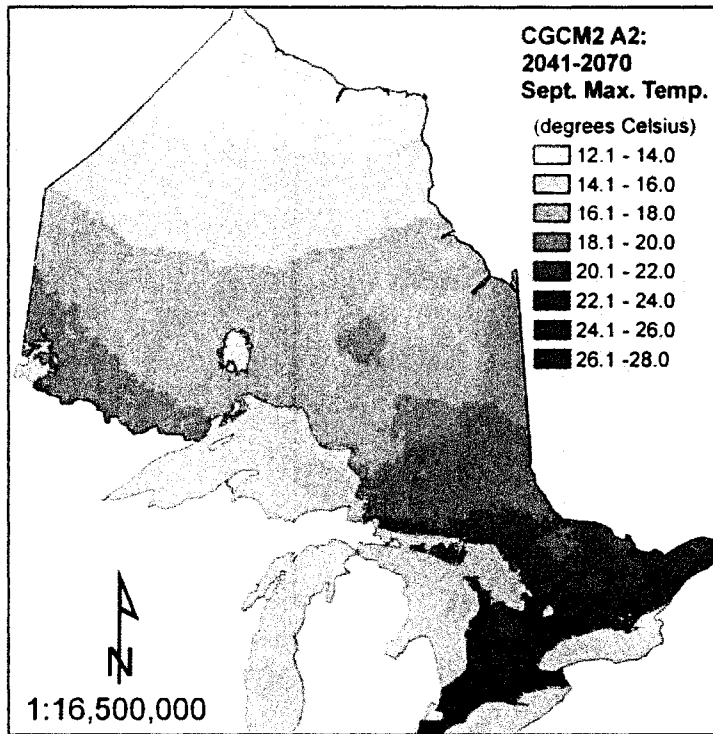 CGCM2 A2:
2041-2070
Sept. Max. Temp.
(degrees Celsius)
12.1 - 14.0
14.1 - 16.0
16.1 - 18.0
18.1 - 20.0
20.1 - 22.0
22.1 - 24.0
24.1 - 26.0
26.1 -28.0
N
1:16,500,000